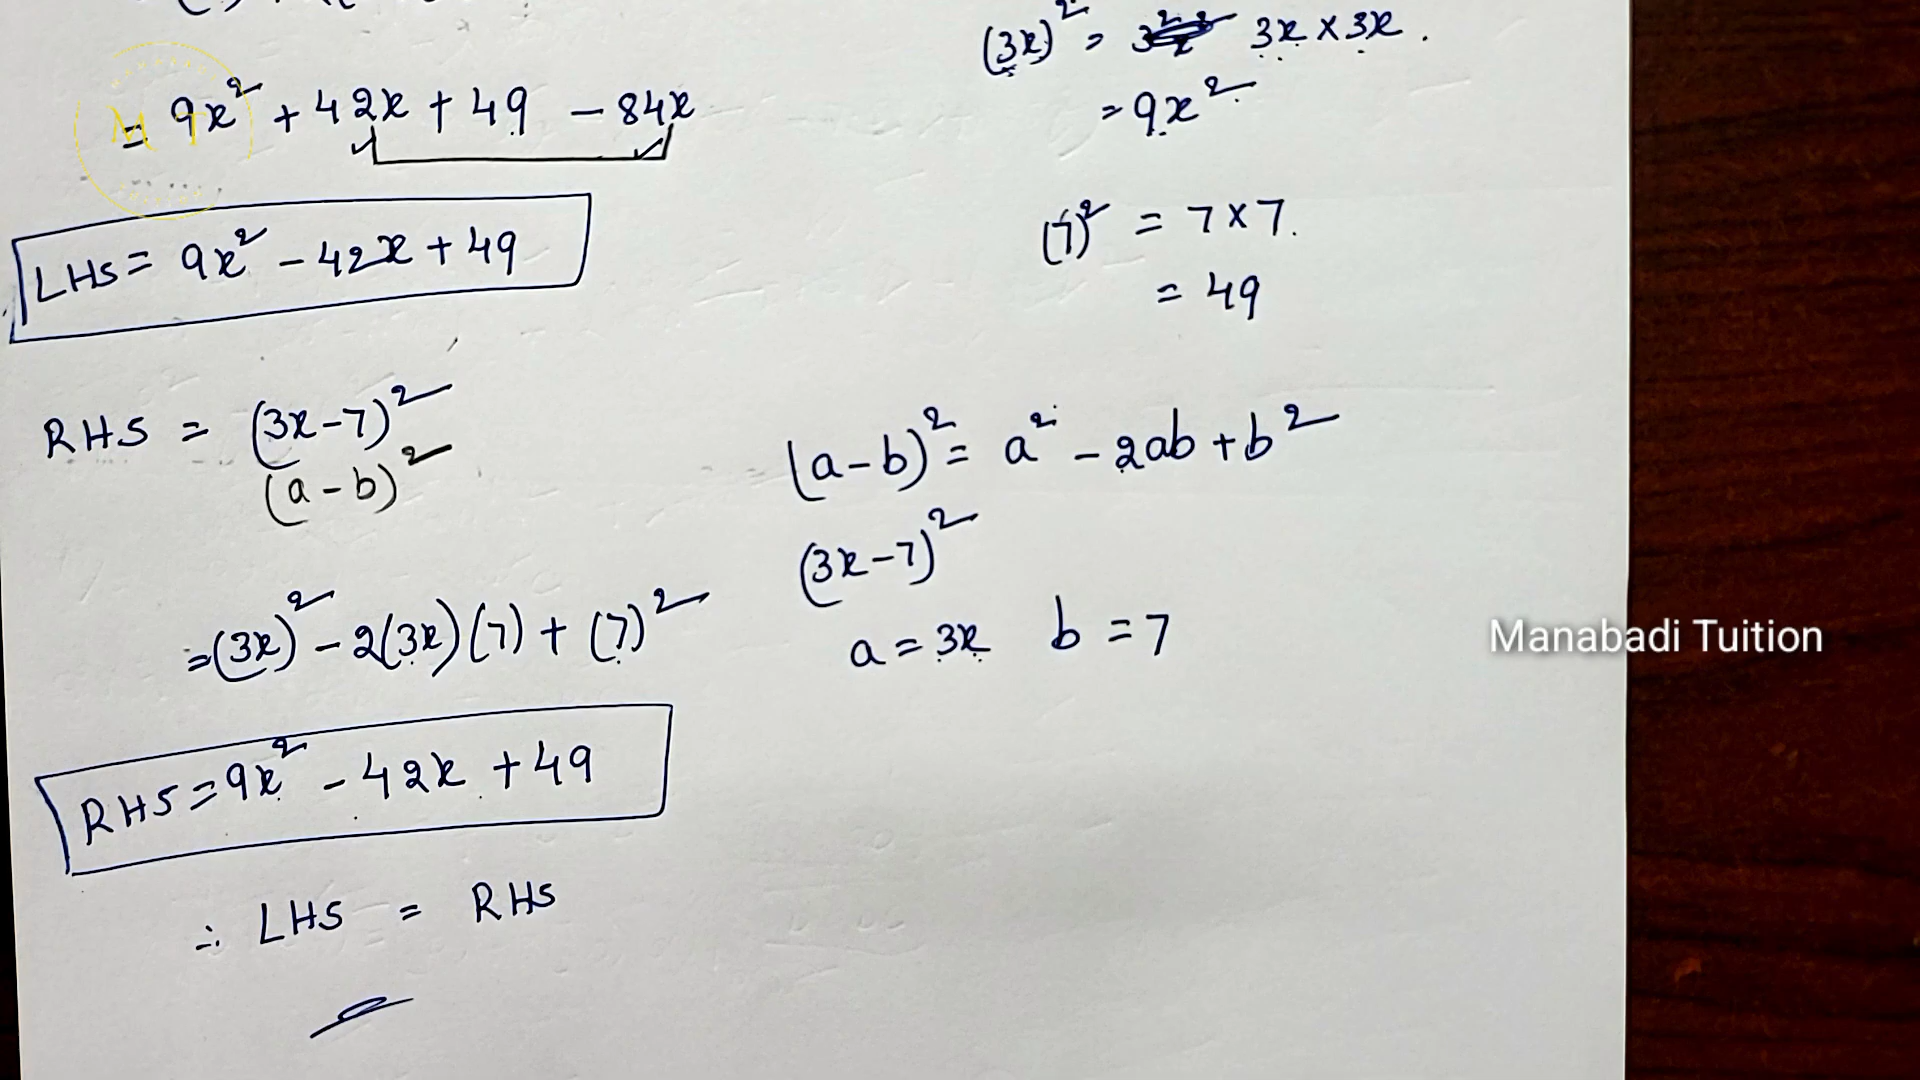 = 9x² + 42x + 49 - 84x
LHS = 9x² - 42x + 49
RHS = (3x-7)²
(a-b)²
= (3x)² - 2(3x)(7) + (7)²
RHS = 9x² - 42x + 49
∴ LHS = RHS
(3x)² = 3x × 3x.
= 9x²
(7)² = 7 × 7.
= 49
(a-b)² = a² - 2ab + b²
(3x-7)²
a = 3x b = 7
Manabadi Tuition